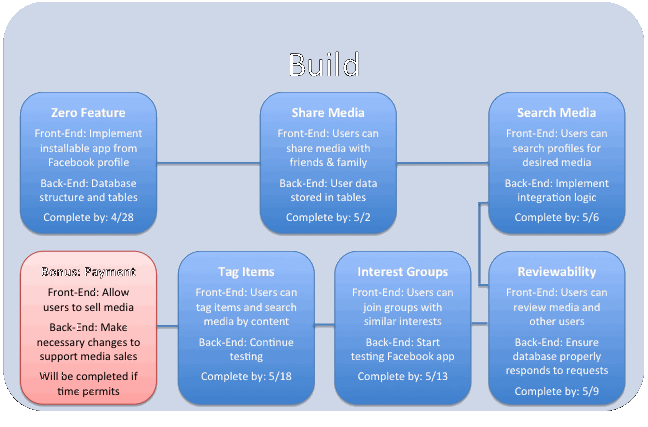 Build
Zero Feature
Front-End: Implement
installable app from
Facebook profile
Back-End: Database
structure and tables
Complete by: 4/28
Share Media
Front-End: Users can
share media with
friends & family
Back-End: User data
stored in tables
Complete by: 5/2
Search Media
Front-End: Users can
search profiles for
desired media
Back-End: Implement
integration logic
Complete by: 5/6
Bonus: Payment
Front-End: Allow
users to sell media
Back-End: Make
necessary changes to
support media sales
Will be completed if
time permits
Tag Items
Front-End: Users can
tag items and search
media by content
Back-End: Continue
testing
Complete by: 5/18
Interest Groups
Front-End: Users can
join groups with
similar interests
Back-End: Start
testing Facebook app
Complete by: 5/13
Reviewability
Front-End: Users can
review media and
other users
Back-End: Ensure
database properly
responds to requests
Complete by: 5/9